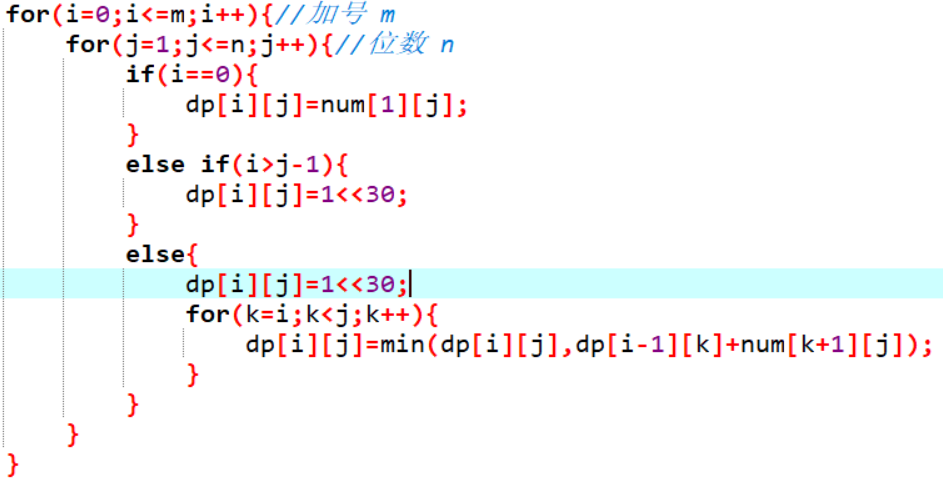 for(i=0;i<=m;i++){//加号 m
for(j=1;j<=n;j++){//位数 n
if(i==0){
dp[i][j]=num[1][j];
}
else if(i>j-1){
dp[i][j]=1<<30;
}
else{
dp[i][j]=1<<30;
for(k=i;k<j;k++){
dp[i][j]=min(dp[i][j],dp[i-1][k]+num[k+1][j]);
}
}
}
}